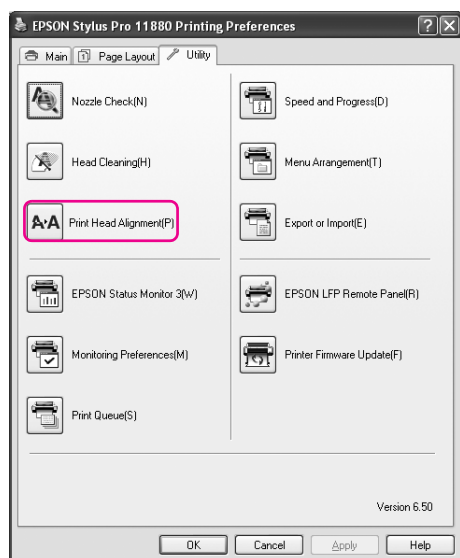 EPSON Stylus Pro 11880 Printing Preferences
Main Page Layout Utility
Nozzle Check(N)
Speed and Progress(D)
Head Cleaning(H)
Menu Arrangement(T)
A▸A Print Head Alignment(P)
Export or Import(E)
EPSON Status Monitor 3(W)
EPSON LFP Remote Panel(R)
Monitoring Preferences(M)
Printer Firmware Update(F)
Print Queue(S)
Version 6.50
OK Cancel Apply Help